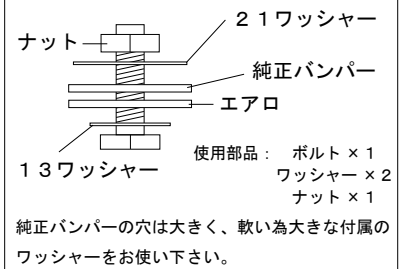 21ワッシャー
ナット
純正バンパー
エアロ
13ワッシャー
使用部品： ボルト×1
ワッシャー×2
ナット×1
純正バンパーの穴は大きく、軟い為大きな付属の
ワッシャーをお使い下さい。